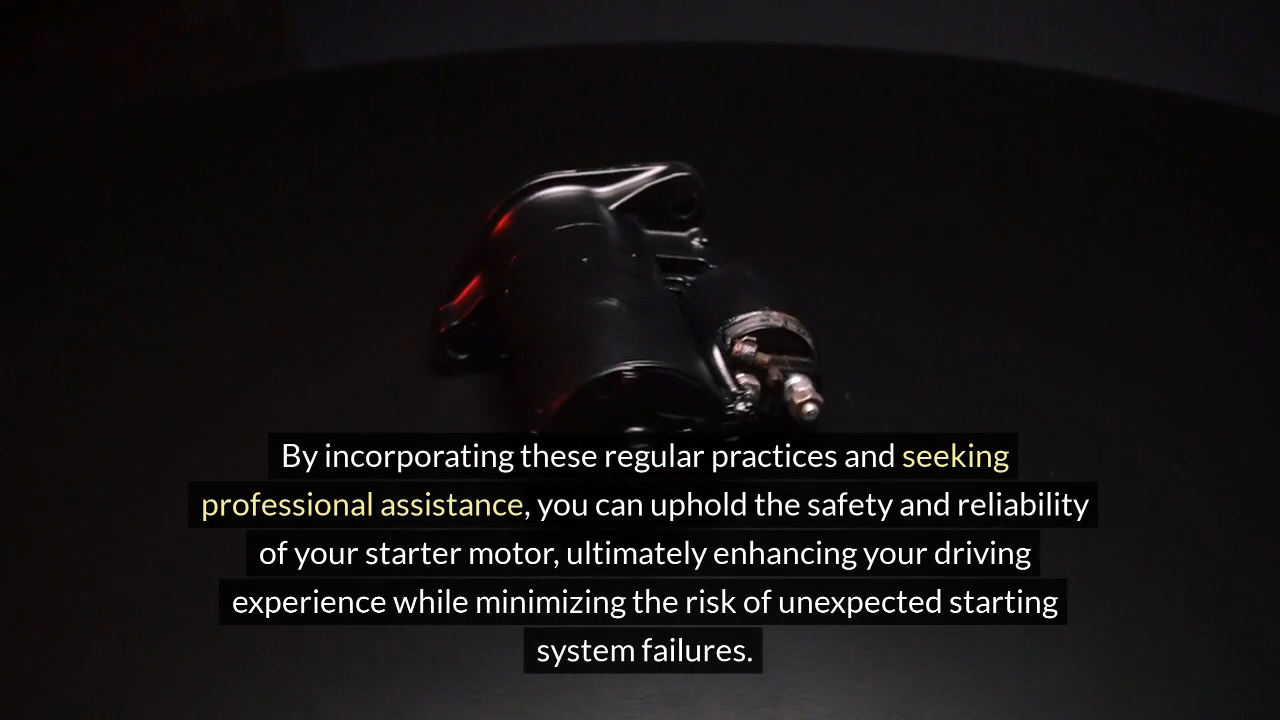 By incorporating these regular practices and seeking
professional assistance, you can uphold the safety and reliability
of your starter motor, ultimately enhancing your driving
experience while minimizing the risk of unexpected starting
system failures.